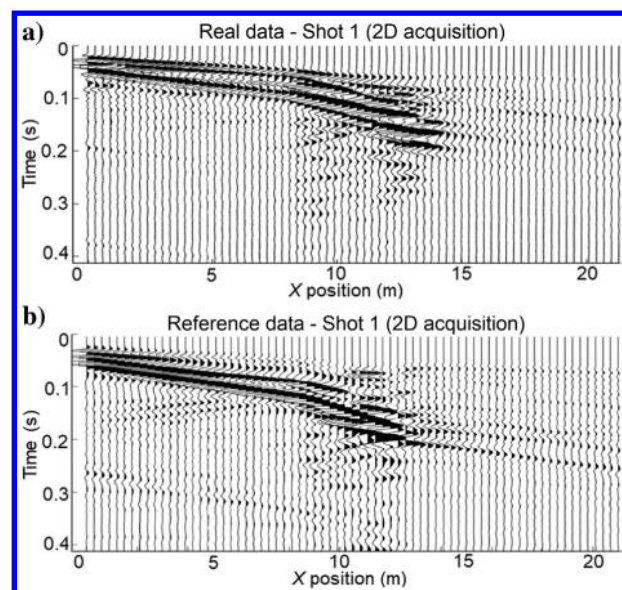 a)
Real data - Shot 1 (2D acquisition)
0
0.1
0.2
0.3
0.4
Time (s)
0 5 10 15 20
X position (m)
b)
Reference data - Shot 1 (2D acquisition)
0
0.1
0.2
0.3
0.4
Time (s)
0 5 10 15 20
X position (m)